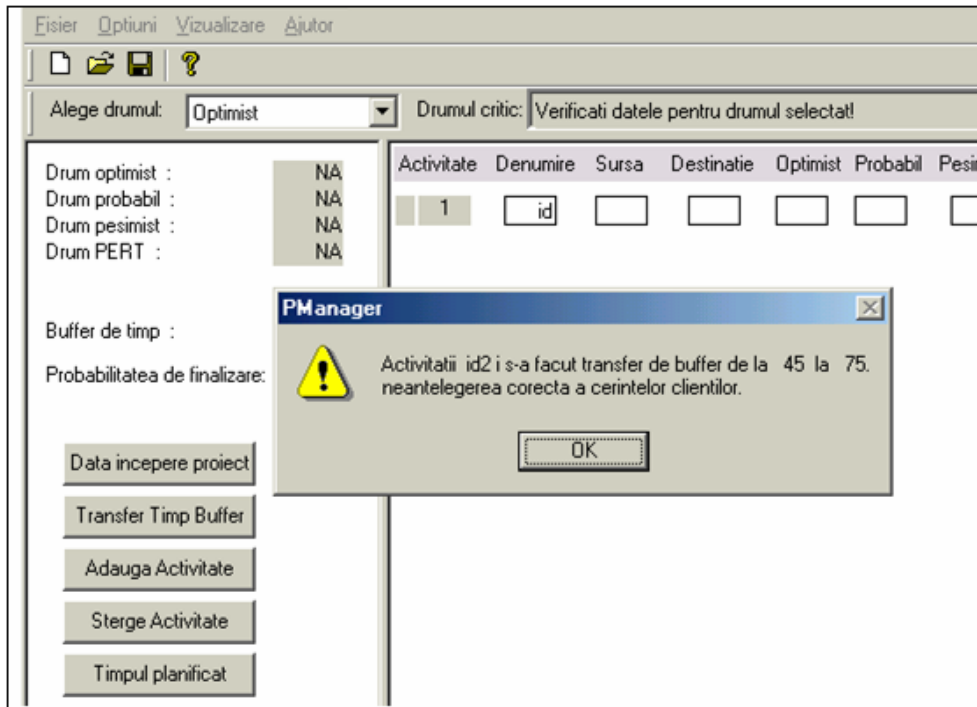 Fisier Optiuni Vizualizare Ajutor
Alege drumul: Optimist Drumul critic: Verificati datele pentru drumul selectat!
Drum optimist : NA
Drum probabil : NA
Drum pesimist : NA
Drum PERT : NA
Buffer de timp :
Probabilitatea de finalizare:
Data incepere proiect
Transfer Timp Buffer
Adauga Activitate
Sterge Activitate
Timpul planificat
Activitate Denumire Sursa Destinatie Optimist Probabil Pesi
1 id
PManager
Activitatii id2 i s-a facut transfer de buffer de la 45 la 75.
neantelegerea corecta a cerintelor clientilor.
OK